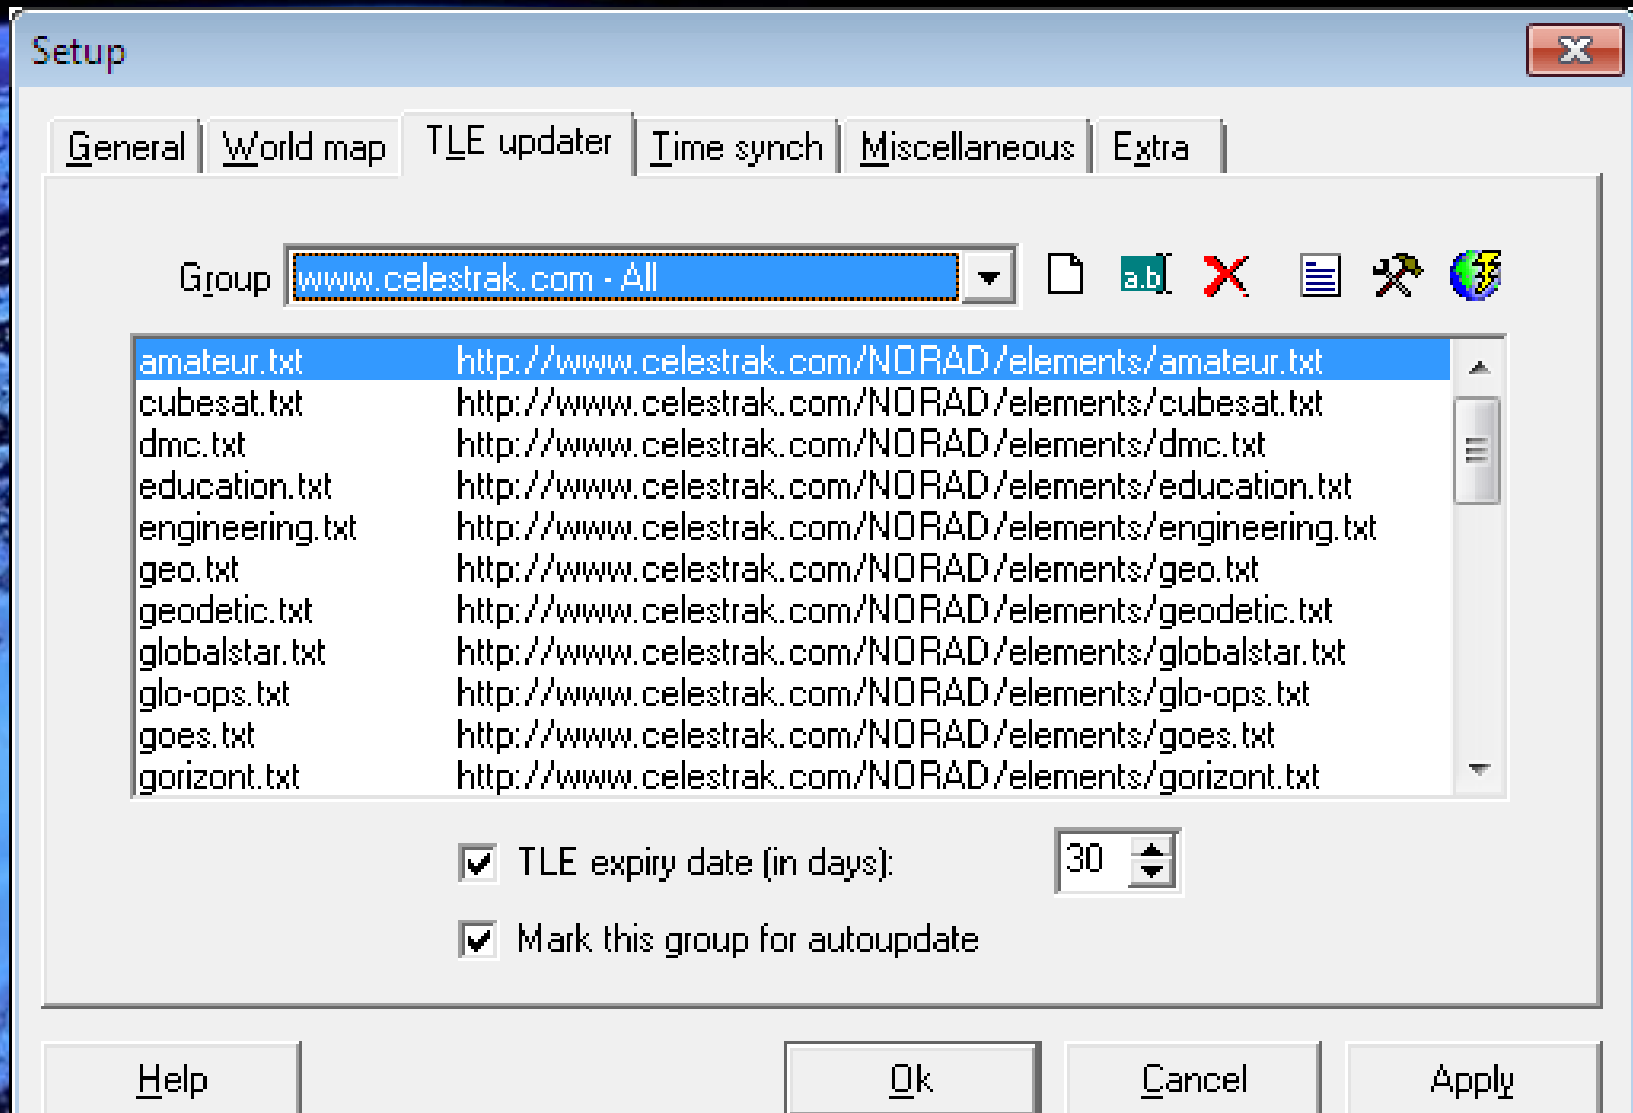 Setup
General World map TLE updater Time synch Miscellaneous Extra
Group www.celestrak.com - All a.b
amateur.txt http://www.celestrak.com/NORAD/elements/amateur.txt
cubesat.txt http://www.celestrak.com/NORAD/elements/cubesat.txt
dmc.txt http://www.celestrak.com/NORAD/elements/dmc.txt
education.txt http://www.celestrak.com/NORAD/elements/education.txt
engineering.txt http://www.celestrak.com/NORAD/elements/engineering.txt
geo.txt http://www.celestrak.com/NORAD/elements/geo.txt
geodetic.txt http://www.celestrak.com/NORAD/elements/geodetic.txt
globalstar.txt http://www.celestrak.com/NORAD/elements/globalstar.txt
glo-ops.txt http://www.celestrak.com/NORAD/elements/glo-ops.txt
goes.txt http://www.celestrak.com/NORAD/elements/goes.txt
gorizont.txt http://www.celestrak.com/NORAD/elements/gorizont.txt
TLE expiry date (in days): 30
Mark this group for autoupdate
Help Ok Cancel Apply